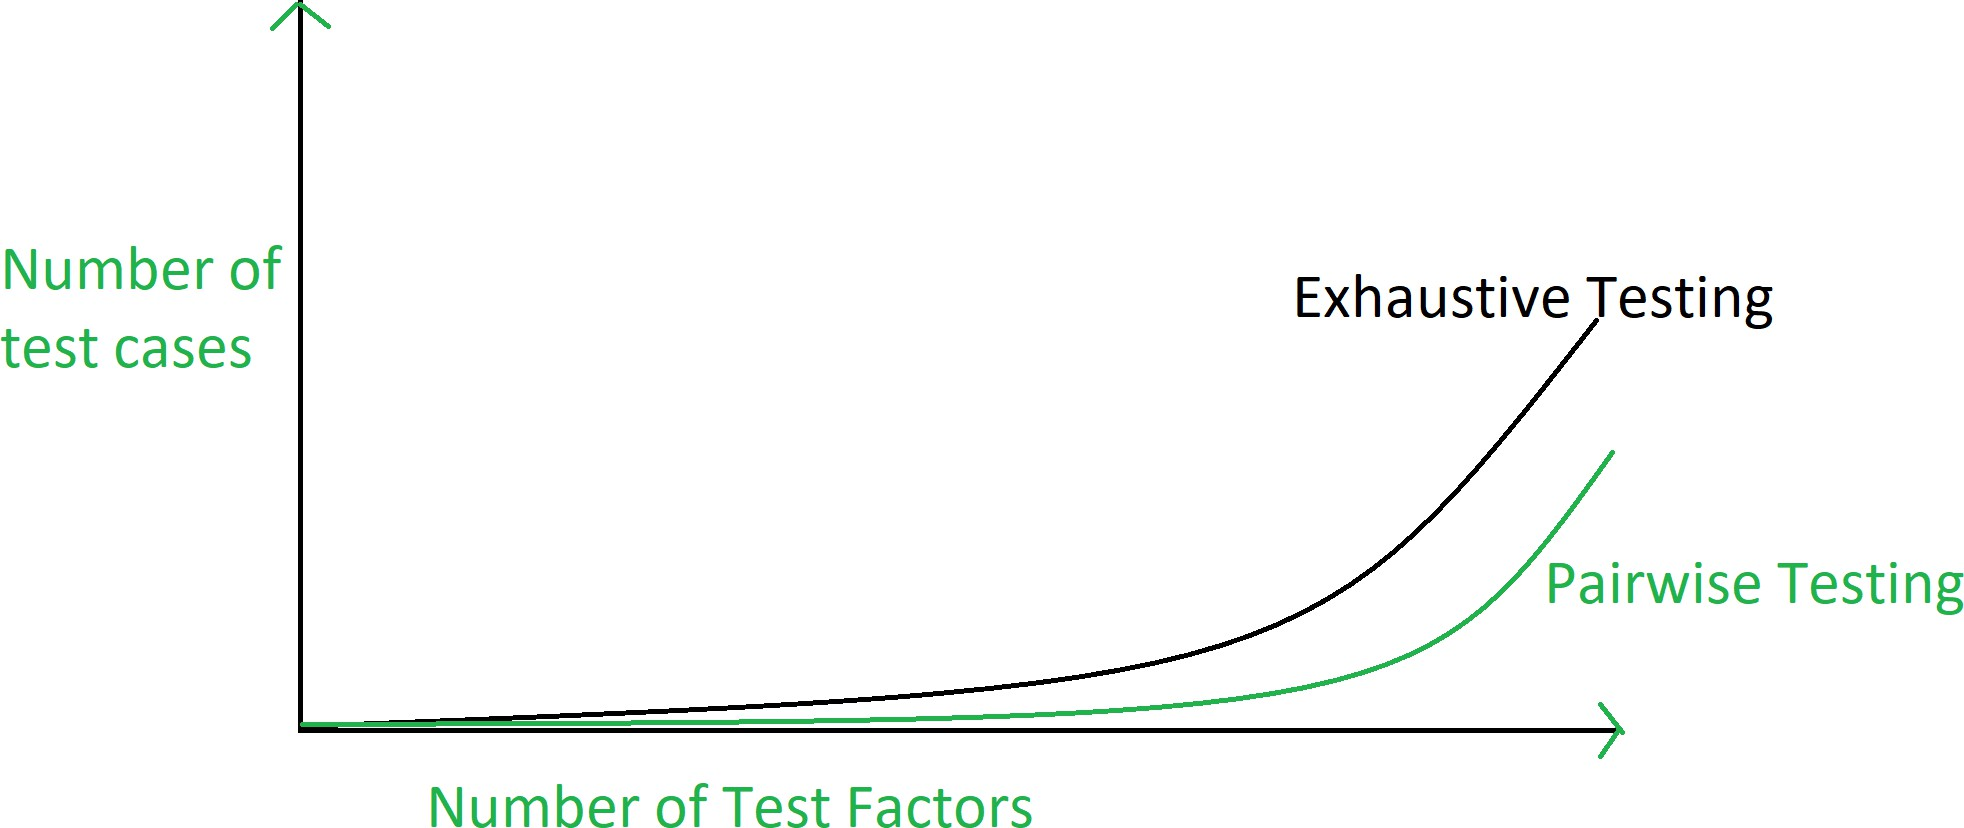 Number of
test cases
Exhaustive Testing
Pairwise Testing
Number of Test Factors